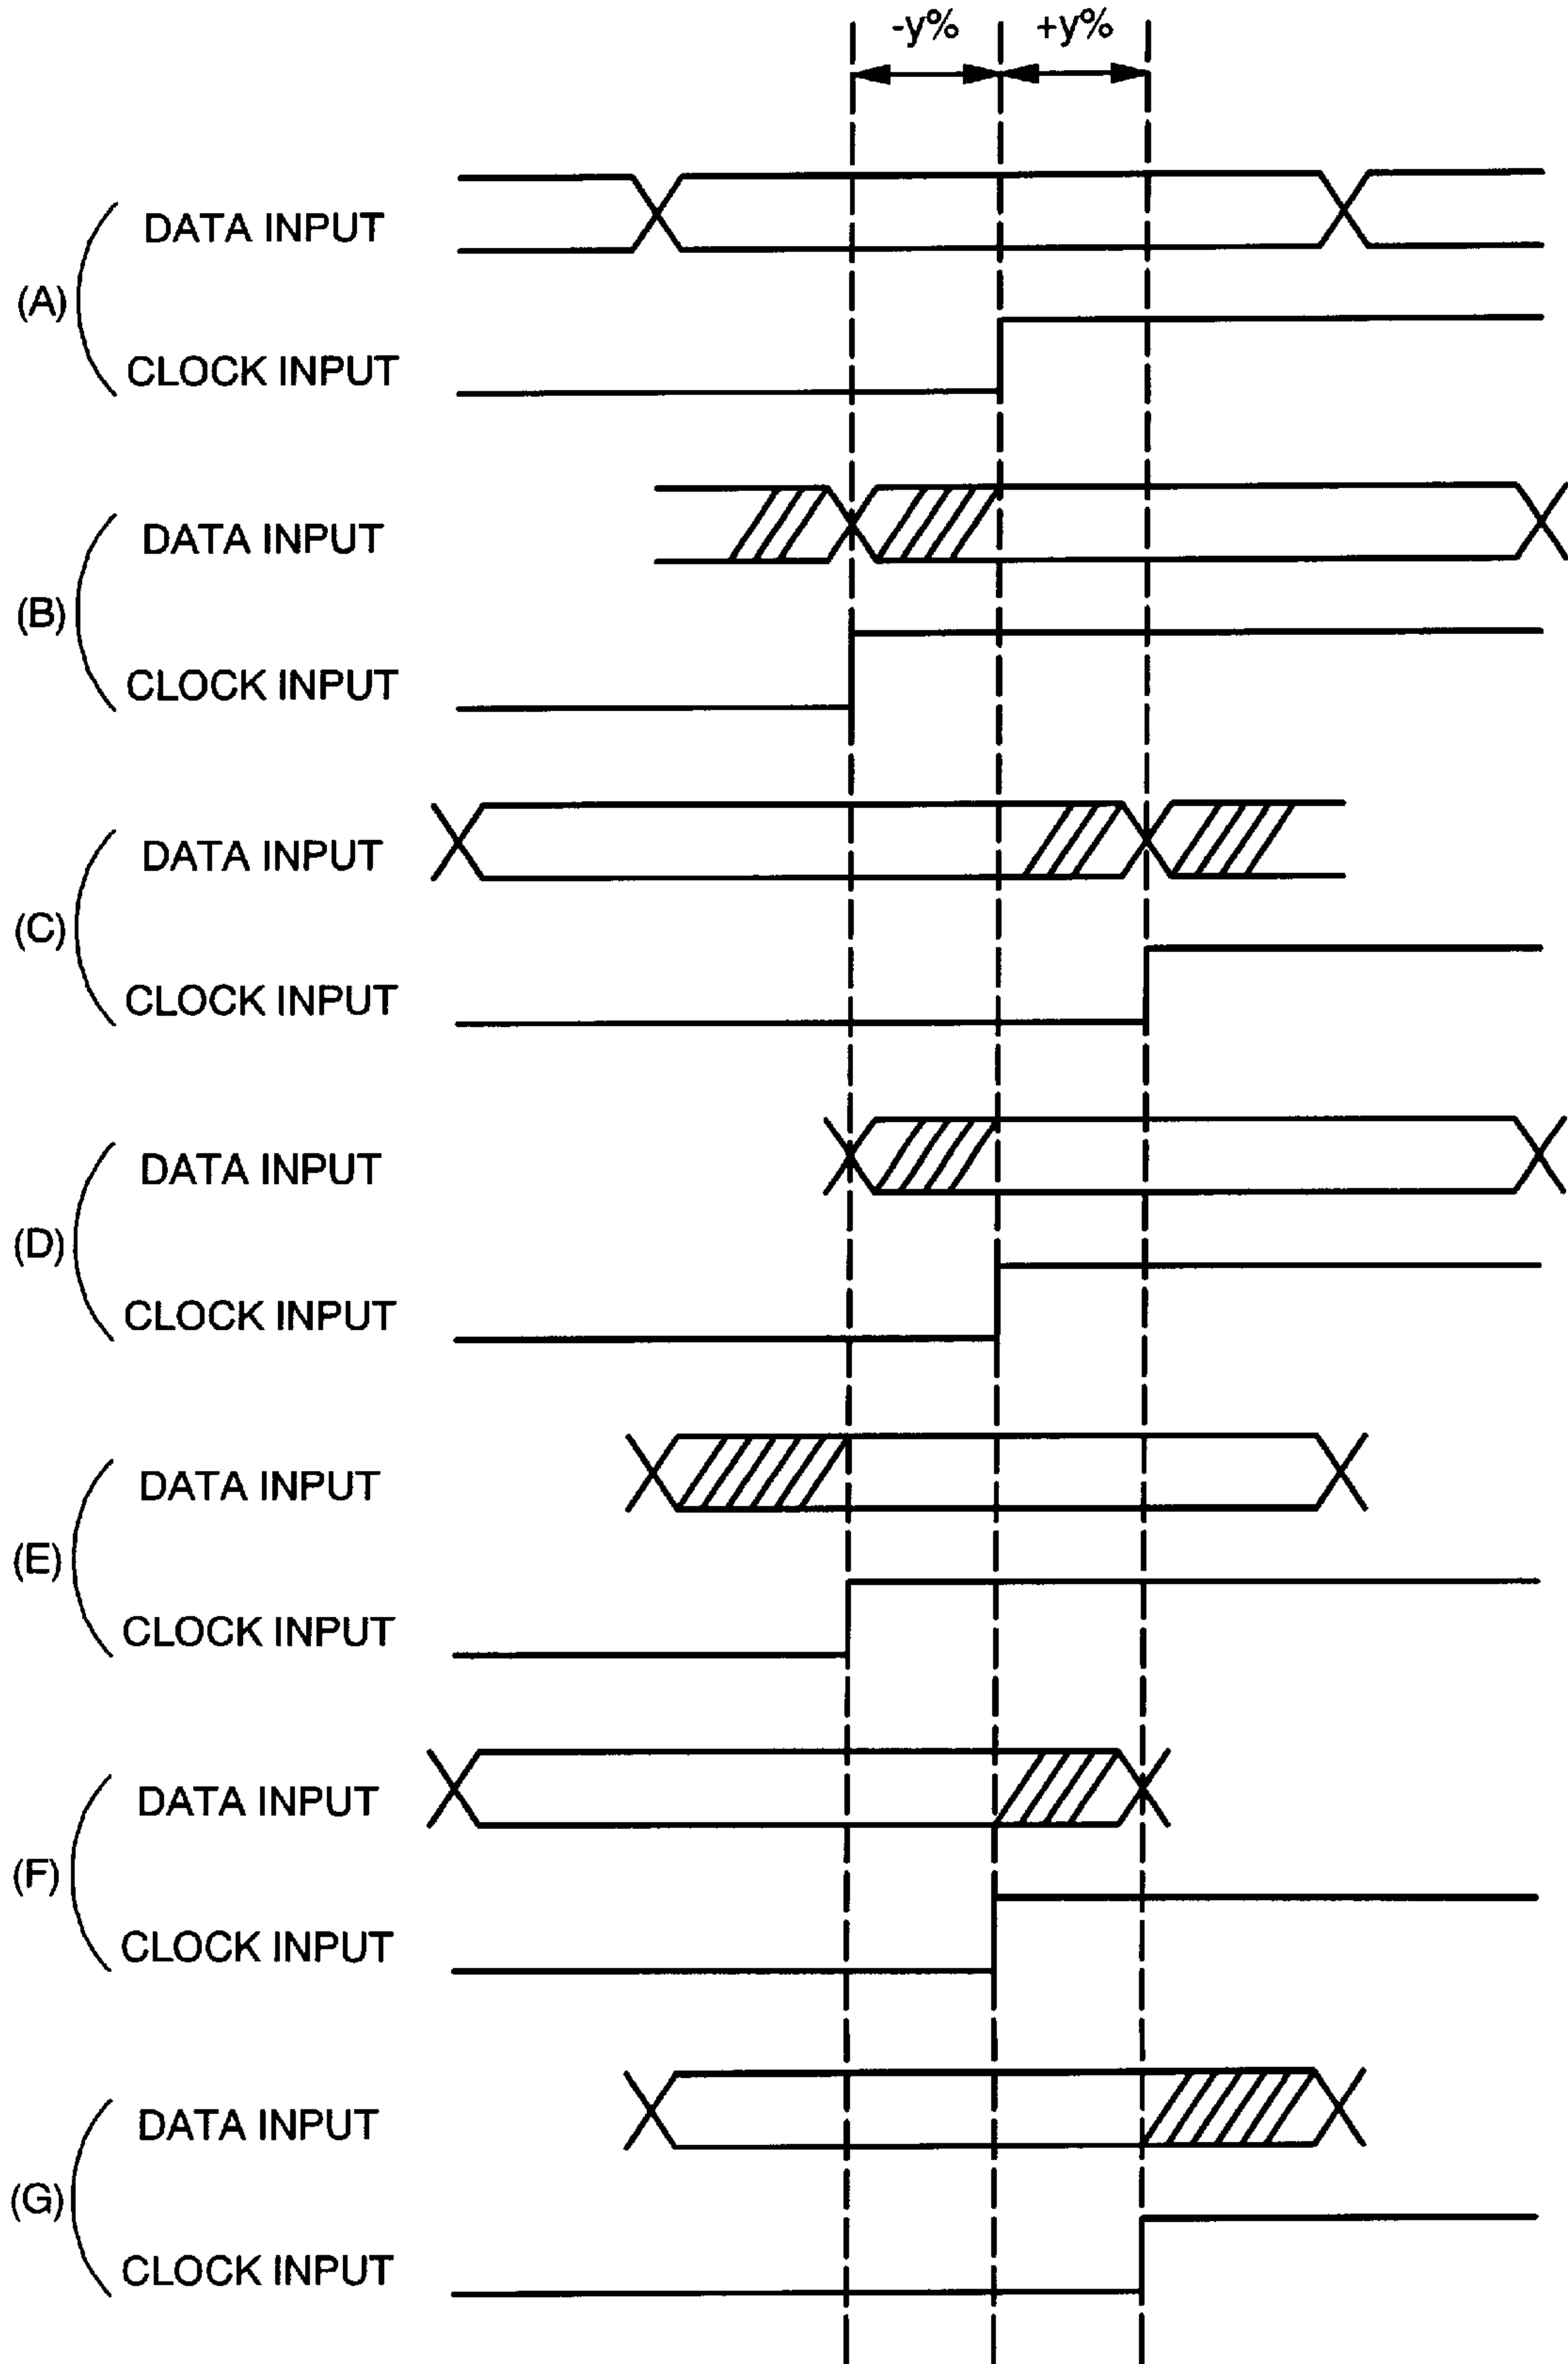 -y% +y%
DATA INPUT
(A)
CLOCK INPUT
DATA INPUT
(B)
CLOCK INPUT
DATA INPUT
(C)
CLOCK INPUT
DATA INPUT
(D)
CLOCK INPUT
DATA INPUT
(E)
CLOCK INPUT
DATA INPUT
(F)
CLOCK INPUT
DATA INPUT
(G)
CLOCK INPUT